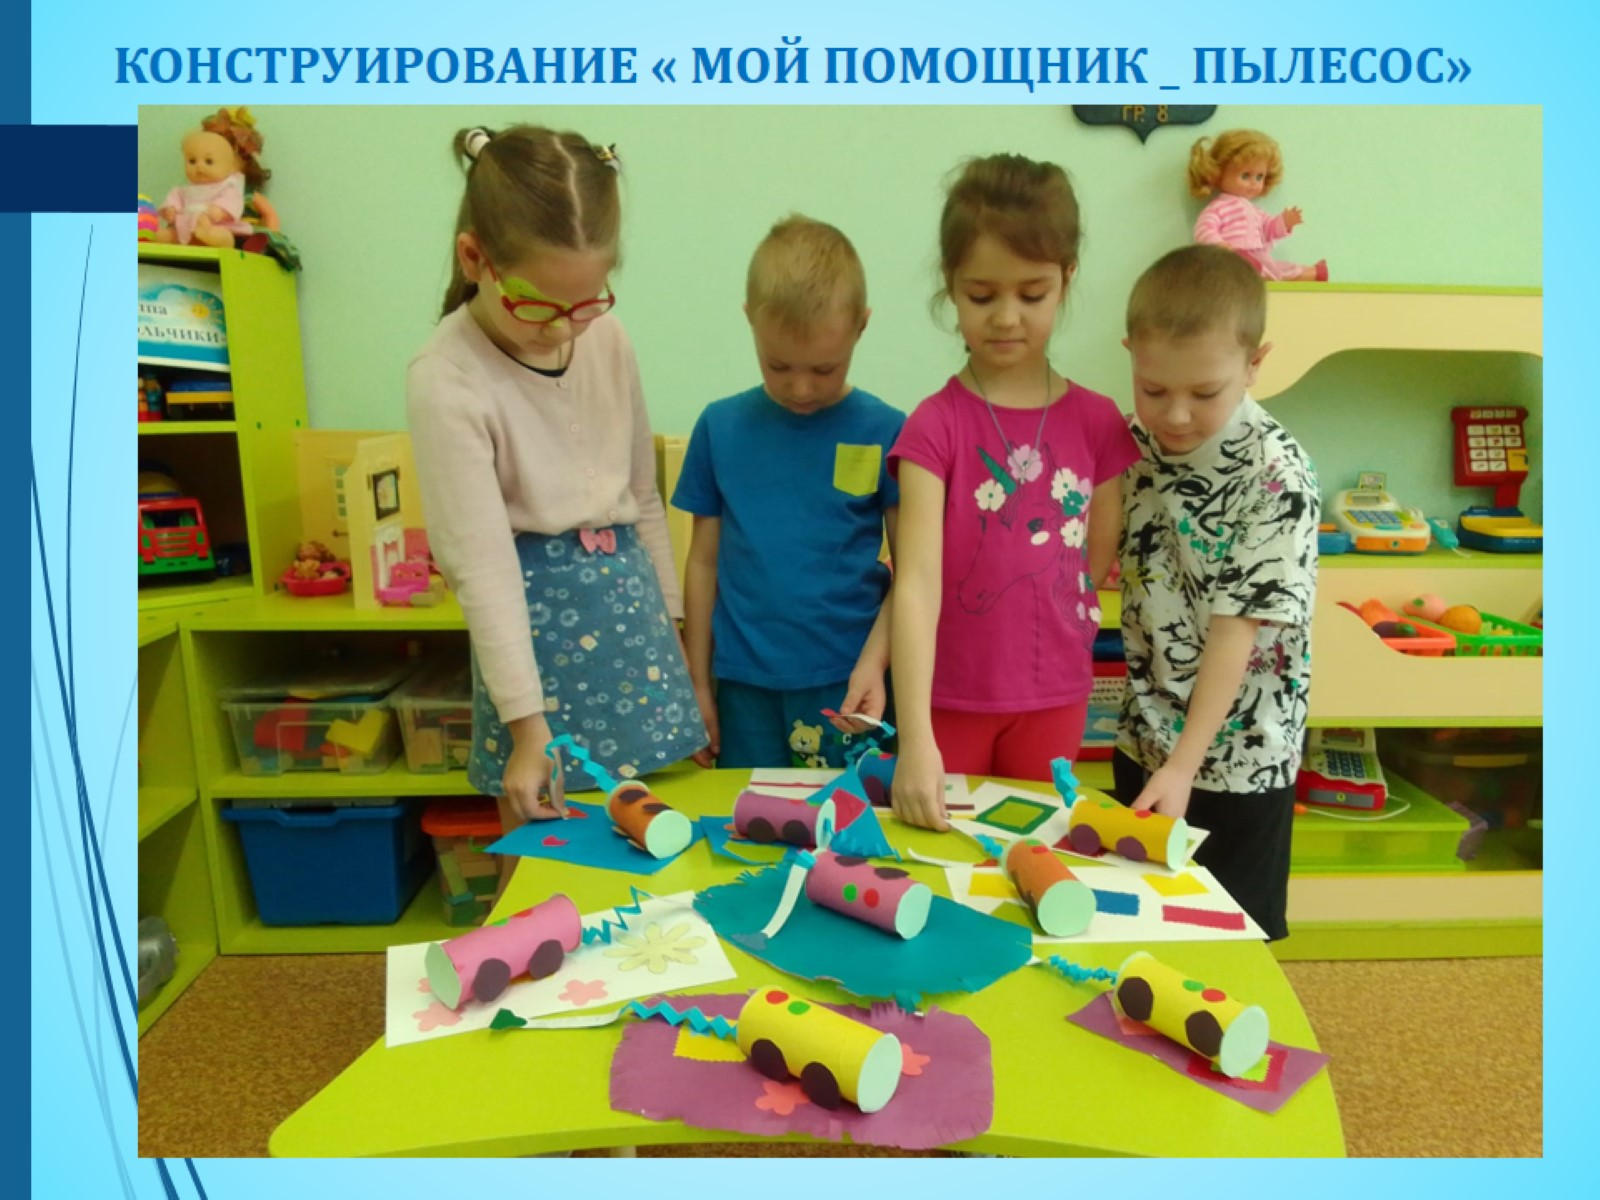 КОНСТРУИРОВАНИЕ « МОЙ ПОМОЩНИК _ ПЫЛЕСОС»
ГР. 8